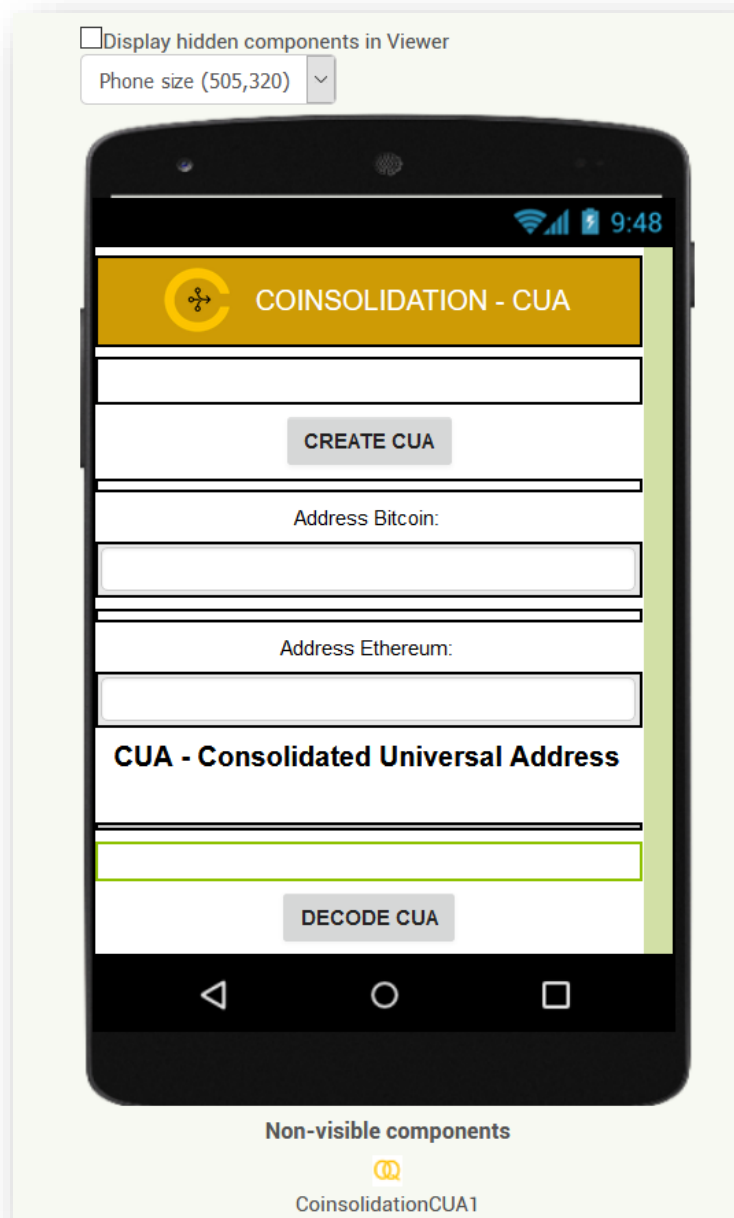 Display hidden components in Viewer
Phone size (505,320)
9:48
COINSOLIDATION - CUA
CREATE CUA
Address Bitcoin:
Address Ethereum:
CUA - Consolidated Universal Address
DECODE CUA
Non-visible components
CoinsolidationCUA1